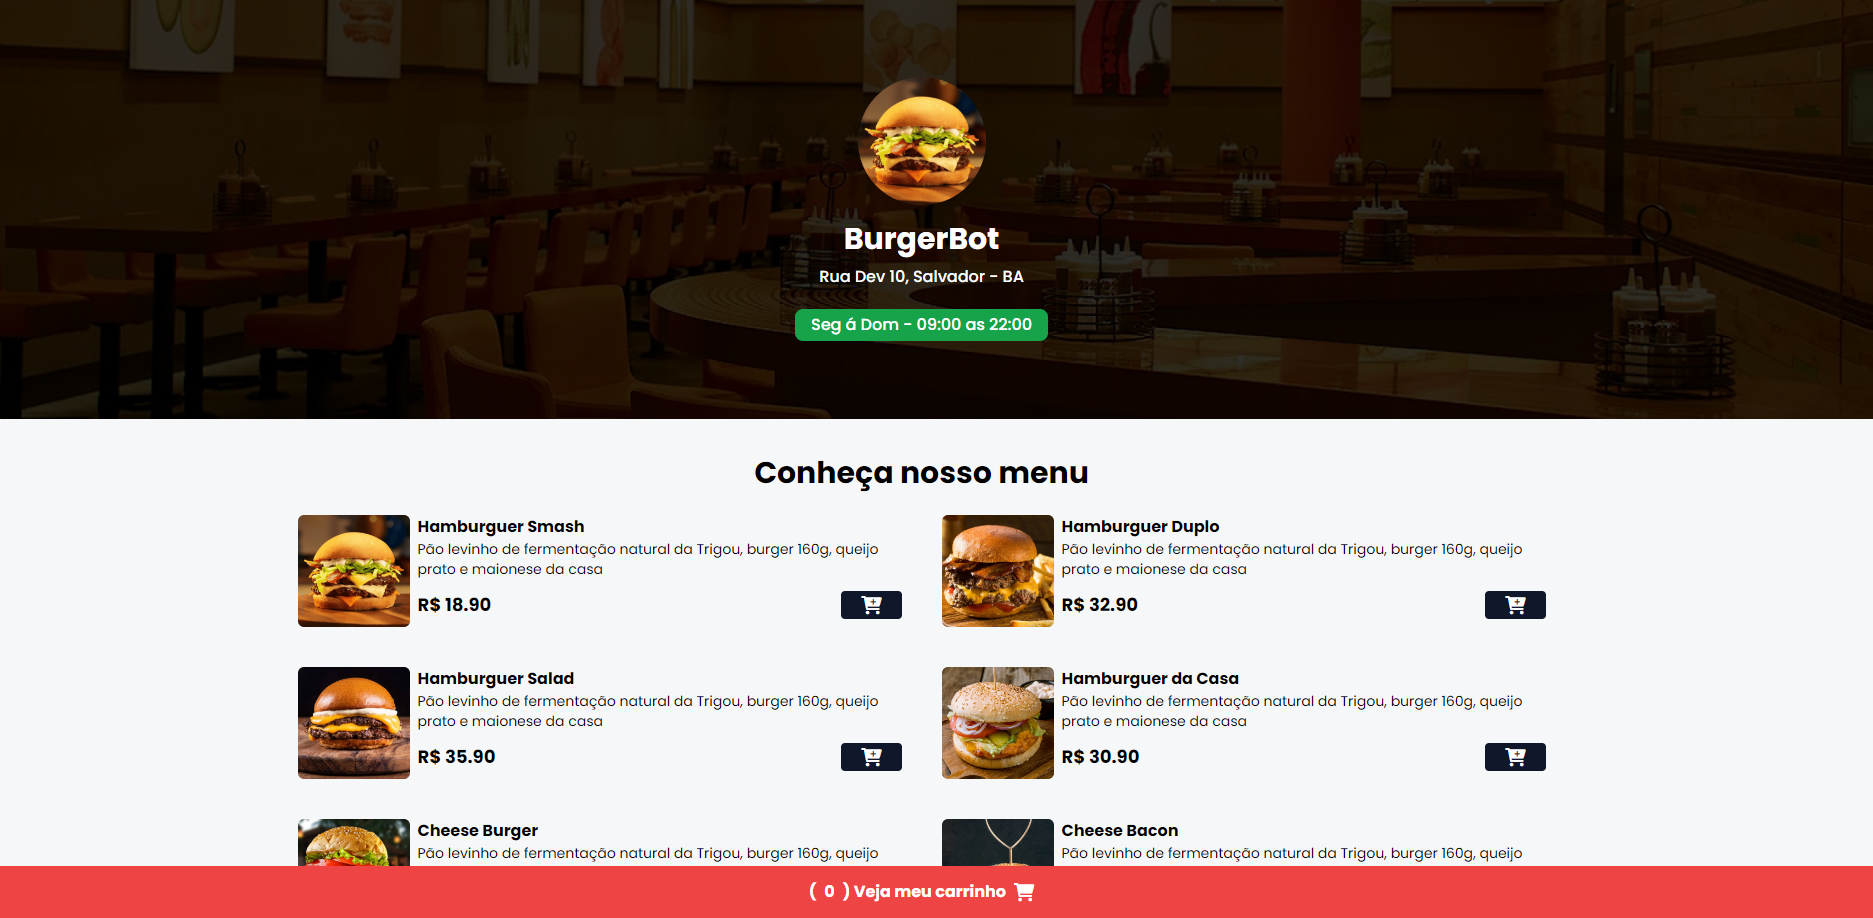 BurgerBot
Rua Dev 10, Salvador - BA
Seg á Dom - 09:00 as 22:00
Conheça nosso menu
Hamburguer Smash
Pão levinho de fermentação natural da Trigou, burger 160g, queijo
prato e maionese da casa
R$ 18.90
Hamburguer Duplo
Pão levinho de fermentação natural da Trigou, burger 160g, queijo
prato e maionese da casa
R$ 32.90
Hamburguer Salad
Pão levinho de fermentação natural da Trigou, burger 160g, queijo
prato e maionese da casa
R$ 35.90
Hamburguer da Casa
Pão levinho de fermentação natural da Trigou, burger 160g, queijo
prato e maionese da casa
R$ 30.90
Cheese Burger
Pão levinho de fermentação natural da Trigou, burger 160g, queijo
Cheese Bacon
Pão levinho de fermentação natural da Trigou, burger 160g, queijo
( 0 ) Veja meu carrinho